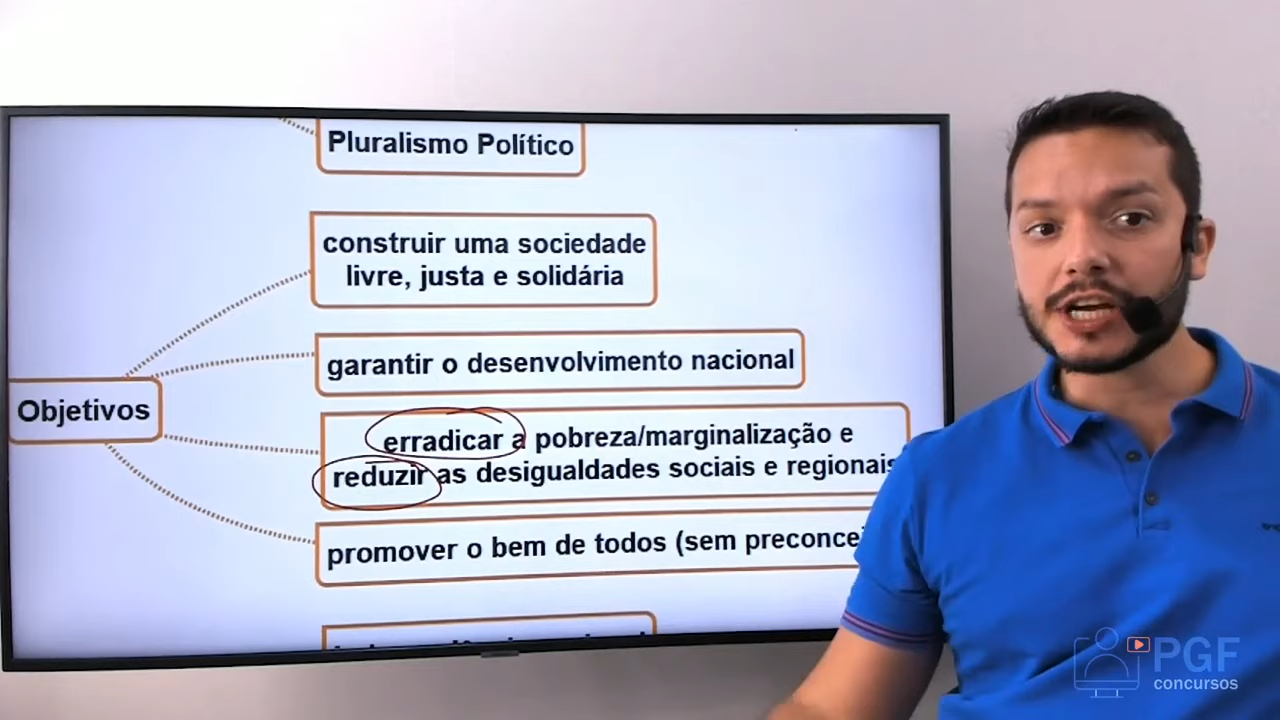 Pluralismo Político
construir uma sociedade
livre, justa e solidária
garantir o desenvolvimento nacional
Objetivos
erradicar a pobreza/marginalização e
reduzir as desigualdades sociais e regionais
promover o bem de todos (sem preconcei
PGF
concursos